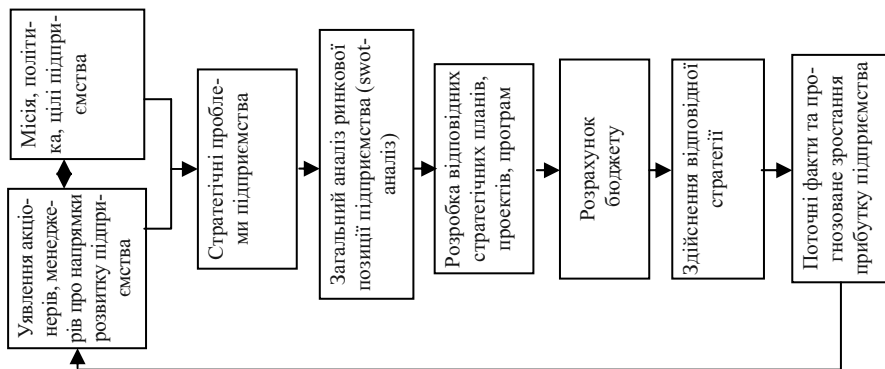 Уявлення акціо-
нерів, менедже-
рів про напрямки
розвитку підпри-
ємства
Місія, політи-
ка, цілі підпри-
ємства
Стратегічні пробле-
ми підприємства
Загальний аналіз ринкової
позиції підприємства (swot-
аналіз)
Розробка відповідних
стратегічних планів,
проектів, програм
Розрахунок
бюджету
Здійснення відповідної
стратегії
Поточні факти та про-
гнозоване зростання
прибутку підприємства